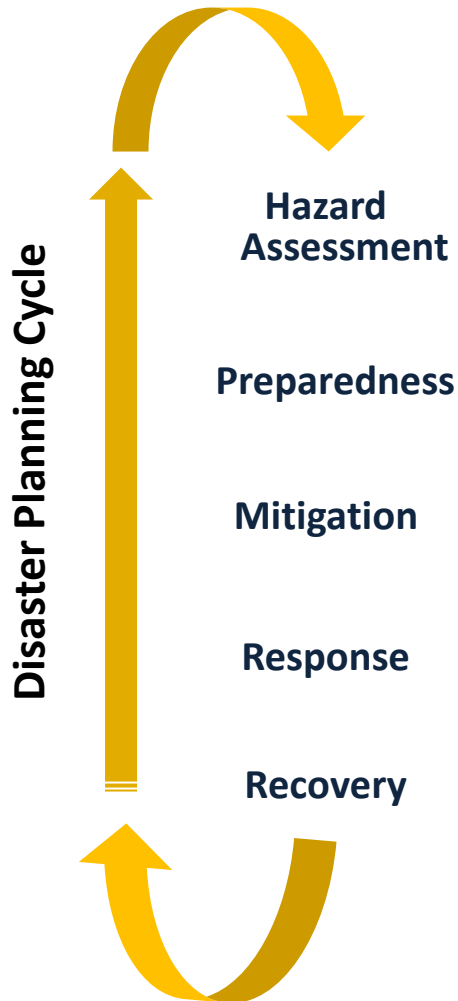 Disaster Planning Cycle
Hazard
Assessment
Preparedness
Mitigation
Response
Recovery